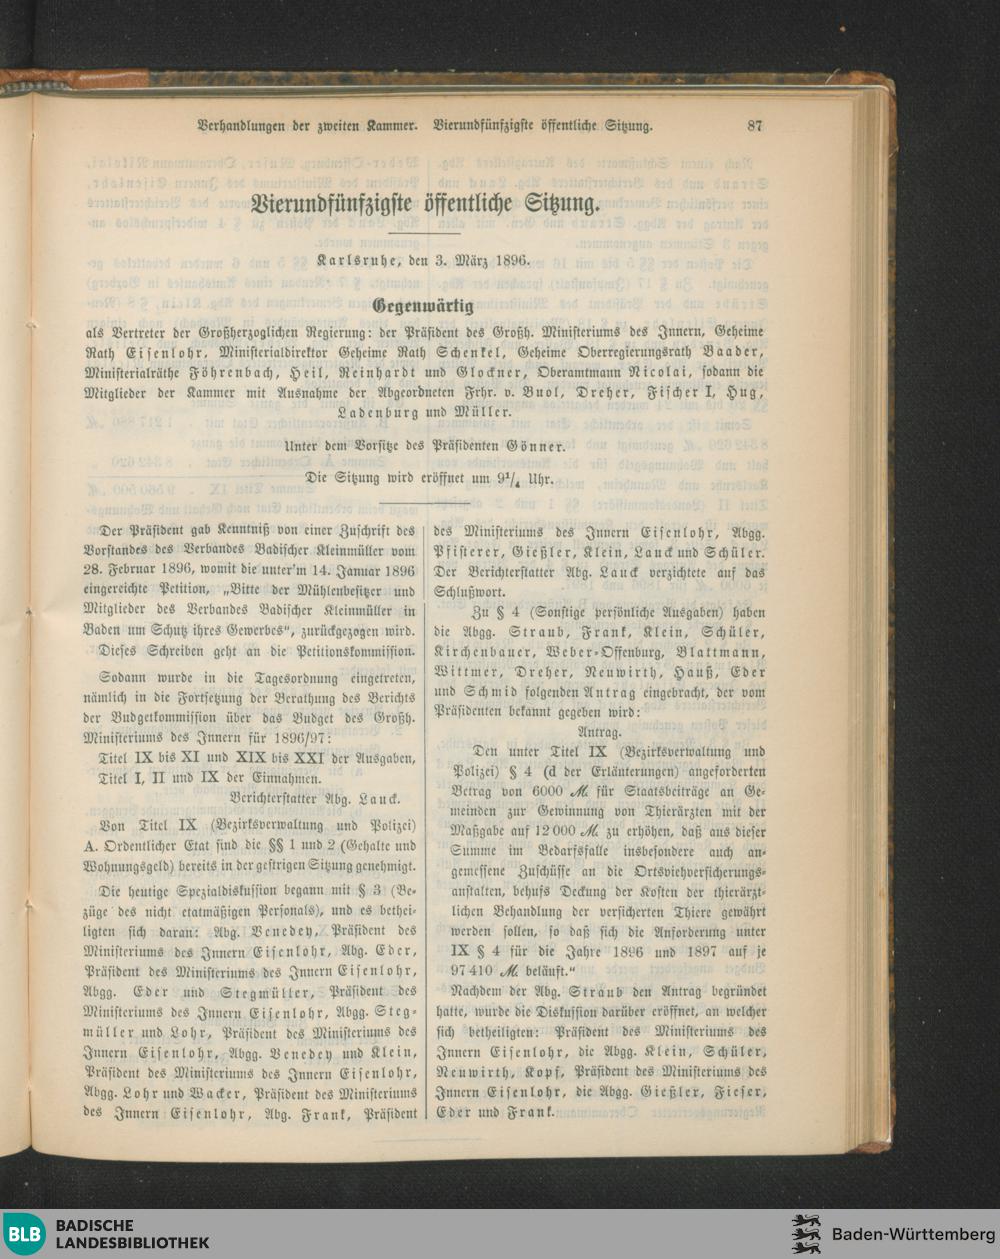 Verhandlungen der zweiten Kammer. Vierundfünfzigste öffentliche Sitzung. 87
Vierundfünfzigste öffentliche Sitzung.
Karlsruhe, den 3. März 1896.
Gegenwärtig
als Vertreter der Großherzoglichen Regierung: der Präsident des Großh. Ministeriums des Innern, Geheime
Rath Eisenlohr, Ministerialdirektor Geheime Rath Schenkel, Geheime Oberregierungsrath Baader,
Ministerialräthe Föhrenbach, Heil, Reinhardt und Glockner, Oberamtmann Nicolai, sodann die
Mitglieder der Kammer mit Ausnahme der Abgeordneten Frhr. v. Buol, Dreher, Fischer I, Hug,
Ladenburg und Müller.
Unter dem Vorsitze des Präsidenten Gönner.
Die Sitzung wird eröffnet um 9¹/₄ Uhr.
Der Präsident gab Kenntniß von einer Zuschrift des
Vorstandes des Verbandes Badischer Kleinmüller vom
28. Februar 1896, womit die unter'm 14. Januar 1896
eingereichte Petition, „Bitte der Mühlenbesitzer und
Mitglieder des Verbandes Badischer Kleinmüller in
Baden um Schutz ihres Gewerbes“, zurückgezogen wird.
Dieses Schreiben geht an die Petitionskommission.
Sodann wurde in die Tagesordnung eingetreten,
nämlich in die Fortsetzung der Berathung des Berichts
der Budgetkommission über das Budget des Großh.
Ministeriums des Innern für 1896/97:
Titel IX bis XI und XIX bis XXI der Ausgaben,
Titel I, II und IX der Einnahmen.
Berichterstatter Abg. Lauck.
Von Titel IX (Bezirksverwaltung und Polizei)
A. Ordentlicher Etat sind die §§ 1 und 2 (Gehalte und
Wohnungsgeld) bereits in der gestrigen Sitzung genehmigt.
Die heutige Spezialdiskussion begann mit § 3 (Be-
züge des nicht etatmäßigen Personals), und es bethei-
ligten sich daran: Abg. Venedey, Präsident des
Ministeriums des Innern Eisenlohr, Abg. Eder,
Präsident des Ministeriums des Innern Eisenlohr,
Abgg. Eder und Stegmüller, Präsident des
Ministeriums des Innern Eisenlohr, Abgg. Steg-
müller und Lohr, Präsident des Ministeriums des
Innern Eisenlohr, Abgg. Venedey und Klein,
Präsident des Ministeriums des Innern Eisenlohr,
Abgg. Lohr und Wacker, Präsident des Ministeriums
des Innern Eisenlohr, Abg. Frank, Präsident
des Ministeriums des Innern Eisenlohr, Abgg.
Pfisterer, Gießler, Klein, Lauck und Schüler.
Der Berichterstatter Abg. Lauck verzichtete auf das
Schlußwort.
Zu § 4 (Sonstige persönliche Ausgaben) haben
die Abgg. Straub, Frank, Klein, Schüler,
Kirchenbauer, Weber-Offenburg, Blattmann,
Wittmer, Dreher, Neuwirth, Hauß, Eder
und Schmid folgenden Antrag eingebracht, der vom
Präsidenten bekannt gegeben wird:
Antrag.
Den unter Titel IX (Bezirksverwaltung und
Polizei) § 4 (d der Erläuterungen) angeforderten
Betrag von 6000 M. für Staatsbeiträge an Ge-
meinden zur Gewinnung von Thierärzten mit der
Maßgabe auf 12 000 M. zu erhöhen, daß aus dieser
Summe im Bedarfsfalle insbesondere auch an-
gemessene Zuschüsse an die Ortsviehversicherungs-
anstalten, behufs Deckung der Kosten der thierärzt-
lichen Behandlung der versicherten Thiere gewährt
werden sollen, so daß sich die Anforderung unter
IX § 4 für die Jahre 1896 und 1897 auf je
97 410 M. beläuft.“
Nachdem der Abg. Straub den Antrag begründet
hatte, wurde die Diskussion darüber eröffnet, an welcher
sich betheiligten: Präsident des Ministeriums des
Innern Eisenlohr, die Abgg. Klein, Schüler,
Neuwirth, Kopf, Präsident des Ministeriums des
Innern Eisenlohr, die Abgg. Gießler, Fieser,
Eder und Frank.
BLB BADISCHE
LANDESBIBLIOTHEK
Baden-Württemberg